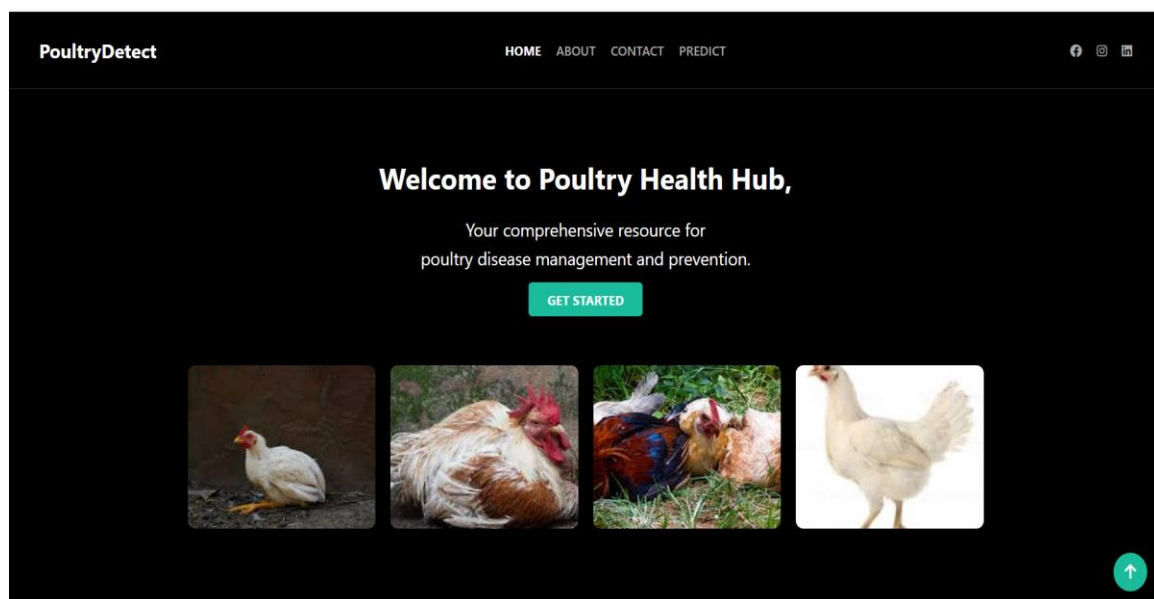 PoultryDetect
HOME ABOUT CONTACT PREDICT
Welcome to Poultry Health Hub,
Your comprehensive resource for
poultry disease management and prevention.
GET STARTED